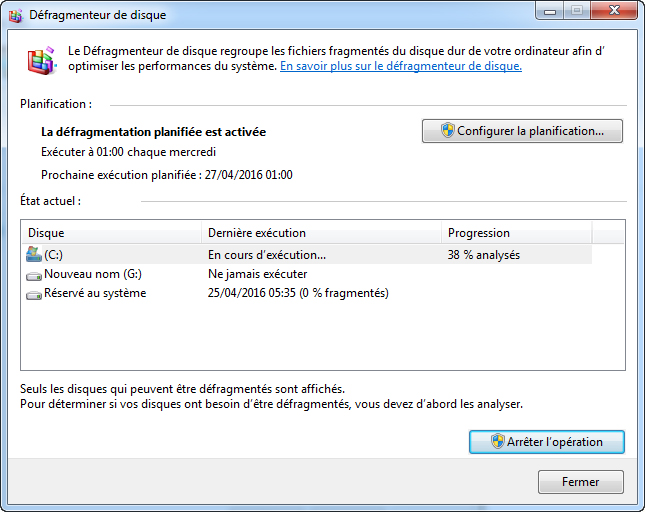 Défragmenteur de disque
Le Défragmenteur de disque regroupe les fichiers fragmentés du disque dur de votre ordinateur afin d'
optimiser les performances du système. En savoir plus sur le défragmenteur de disque.
Planification :
La défragmentation planifiée est activée
Configurer la planification...
Exécuter à 01:00 chaque mercredi
Prochaine exécution planifiée : 27/04/2016 01:00
État actuel :
Disque Dernière exécution Progression
(C:) En cours d'exécution... 38 % analysés
Nouveau nom (G:) Ne jamais exécuter
Réservé au système 25/04/2016 05:35 (0 % fragmentés)
Seuls les disques qui peuvent être défragmentés sont affichés.
Pour déterminer si vos disques ont besoin d'être défragmentés, vous devez d'abord les analyser.
Arrêter l'opération
Fermer